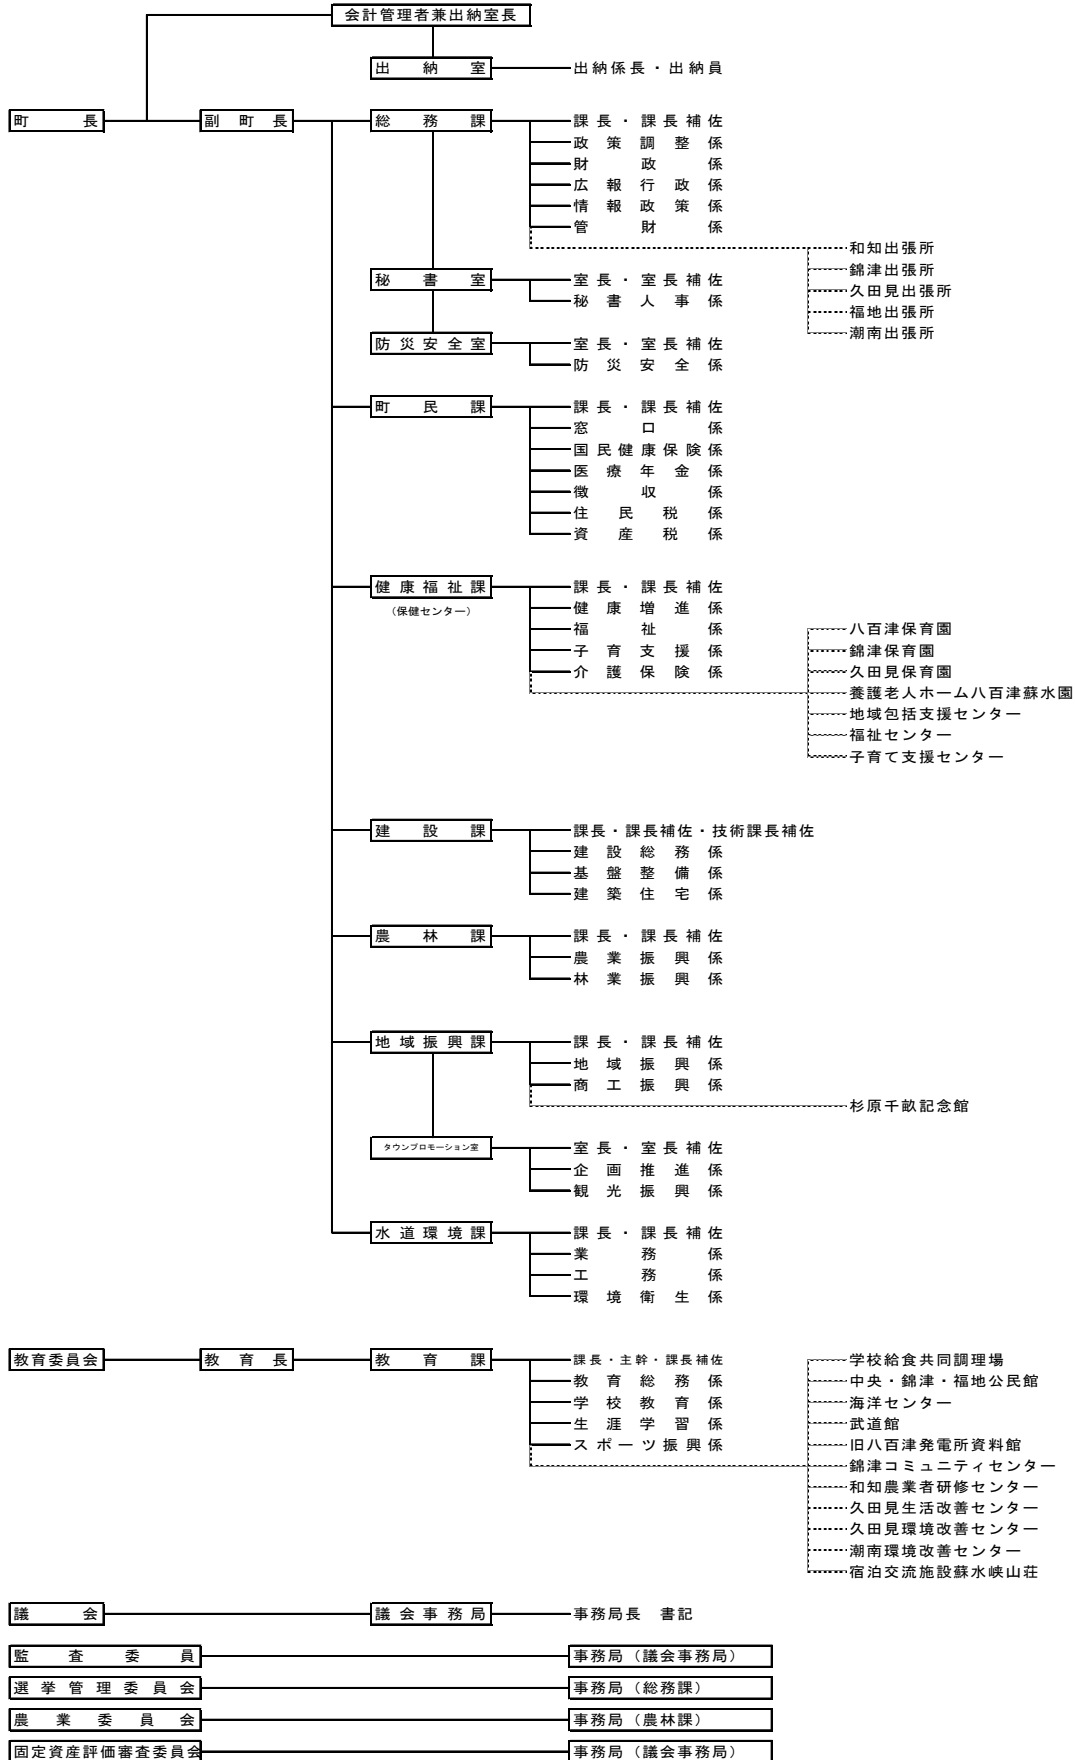 会計管理者兼出納室長
出納室 出納係長・出納員
町長 副町長 総務課 課長・課長補佐
政策調整係
財政係
広報行政係
情報政策係
管財係
和知出張所
錦津出張所
秘書室 室長・室長補佐
久田見出張所
秘書人事係
福地出張所
潮南出張所
防災安全室 室長・室長補佐
防災安全係
町民課 課長・課長補佐
窓口係
国民健康保険係
医療年金係
徴収係
住民税係
資産税係
健康福祉課 課長・課長補佐
(保健センター) 健康増進係
福祉係 八百津保育園
子育支援係 錦津保育園
介護保険係 久田見保育園
養護老人ホーム八百津蘇水園
地域包括支援センター
福祉センター
子育て支援センター
建設課 課長・課長補佐・技術課長補佐
建設総務係
基盤整備係
建築住宅係
農林課 課長・課長補佐
農業振興係
林業振興係
地域振興課 課長・課長補佐
地域振興係
商工振興係
杉原千畝記念館
タウンプロモーション室 室長・室長補佐
企画推進係
観光振興係
水道環境課 課長・課長補佐
業務係
工務係
環境衛生係
教育委員会 教育長 教育課 課長・主幹・課長補佐 学校給食共同調理場
教育総務係 中央・錦津・福地公民館
学校教育係 海洋センター
生涯学習係 武道館
スポーツ振興係 旧八百津発電所資料館
錦津コミュニティセンター
和知農業者研修センター
久田見生活改善センター
久田見環境改善センター
潮南環境改善センター
宿泊交流施設蘇水峡山荘
議会 議会事務局 事務局長 書記
監査委員 事務局(議会事務局)
選挙管理委員会 事務局(総務課)
農業委員会 事務局(農林課)
固定資産評価審査委員会 事務局(議会事務局)